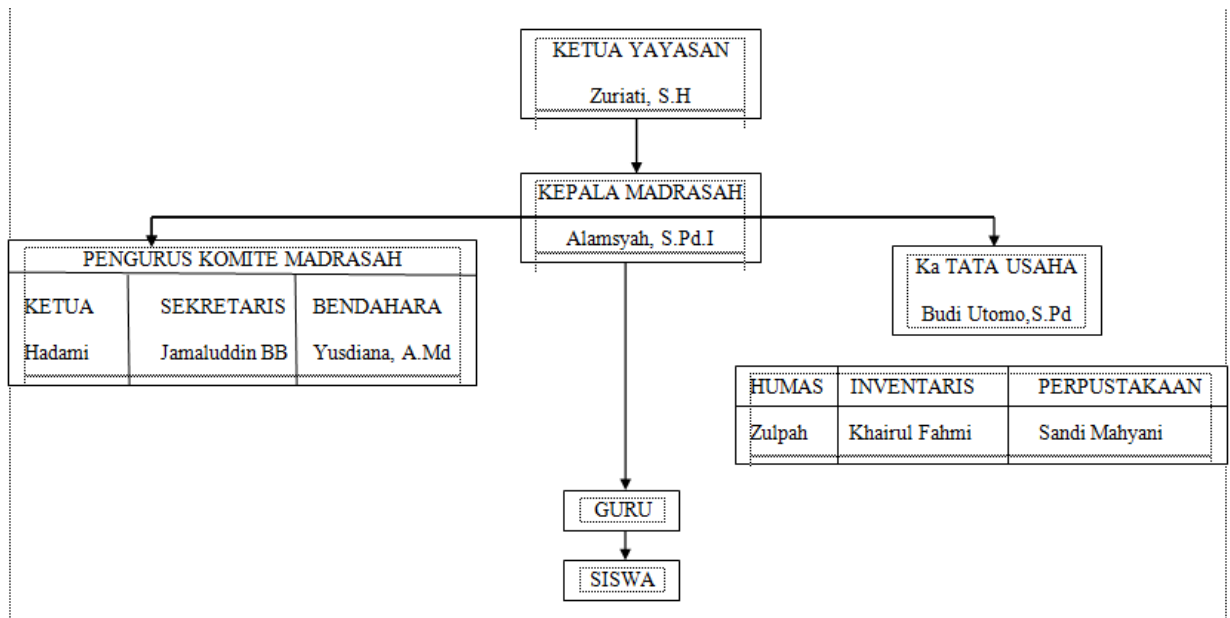 KETUA YAYASAN
Zuriati, S.H
KEPALA MADRASAH
Alamsyah, S.Pd.I
PENGURUS KOMITE MADRASAH
KETUA SEKRETARIS BENDAHARA
Hadami Jamaluddin BB Yusdiana, A.Md
Ka TATA USAHA
Budi Utomo,S.Pd
HUMAS INVENTARIS PERPUSTAKAAN
Zulpah Khairul Fahmi Sandi Mahyani
GURU
SISWA